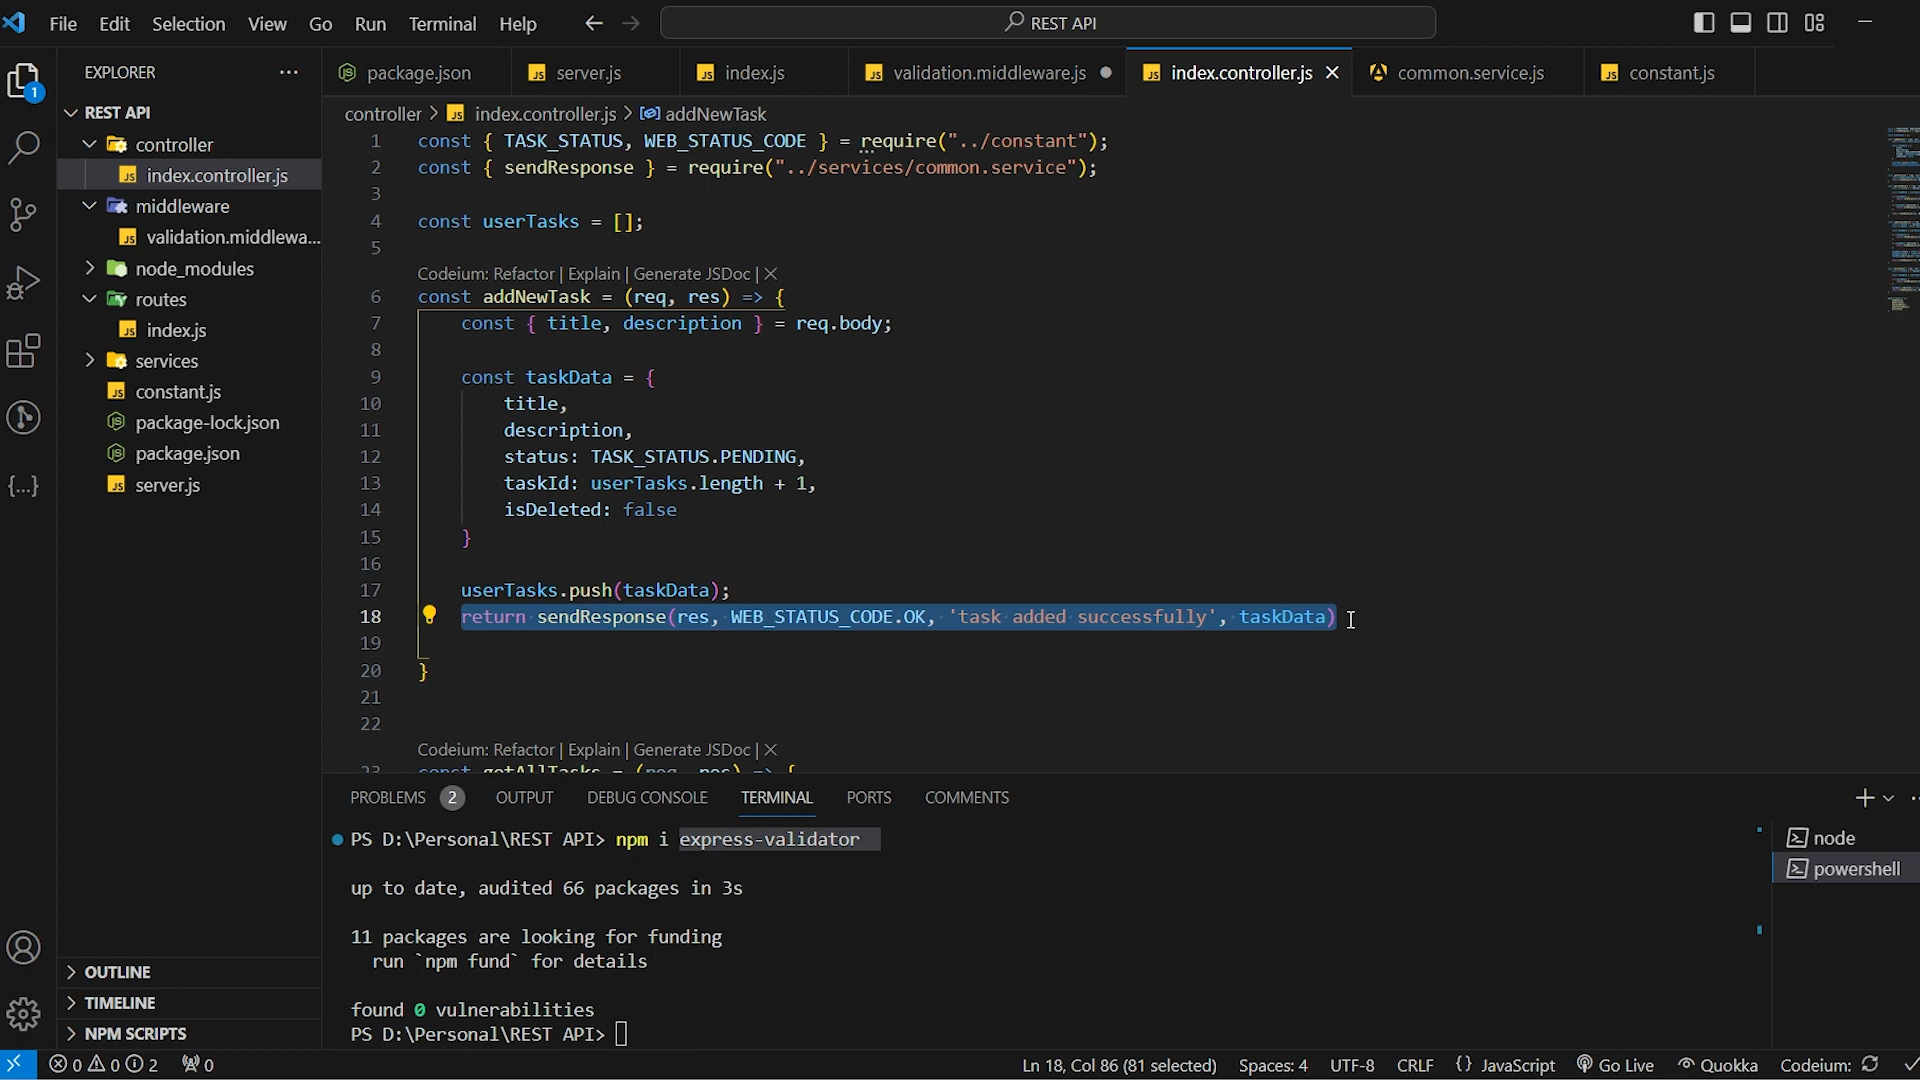 File Edit Selection View Go Run Terminal Help
REST API
EXPLORER
package.json
server.js
index.js
validation.middleware.js
index.controller.js
common.service.js
constant.js
1
REST API
controller
index.controller.js
middleware
validation.middlewa...
node_modules
routes
index.js
services
constant.js
package-lock.json
package.json
server.js
OUTLINE
TIMELINE
NPM SCRIPTS
controller > index.controller.js > addNewTask
1 const { TASK_STATUS, WEB_STATUS_CODE } = require("../constant");
2 const { sendResponse } = require("../services/common.service");
3
4 const userTasks = [];
5
Codeium: Refactor | Explain | Generate JSDoc | X
6 const addNewTask = (req, res) => {
7 const { title, description } = req.body;
8
9 const taskData = {
10 title,
11 description,
12 status: TASK_STATUS.PENDING,
13 taskId: userTasks.length + 1,
14 isDeleted: false
15 }
16
17 userTasks.push(taskData);
18 return sendResponse(res, WEB_STATUS_CODE.OK, 'task added successfully', taskData)
19
20 }
21
22
Codeium: Refactor | Explain | Generate JSDoc | X
23 const getAllTasks = (req, res) => {
PROBLEMS 2 OUTPUT DEBUG CONSOLE TERMINAL PORTS COMMENTS
PS D:\Personal\REST API> npm i express-validator
up to date, audited 66 packages in 3s
11 packages are looking for funding
run `npm fund` for details
found 0 vulnerabilities
PS D:\Personal\REST API>
node
powershell
0 0 2 0
Ln 18, Col 86 (81 selected) Spaces: 4 UTF-8 CRLF {} JavaScript Go Live Quokka Codeium: